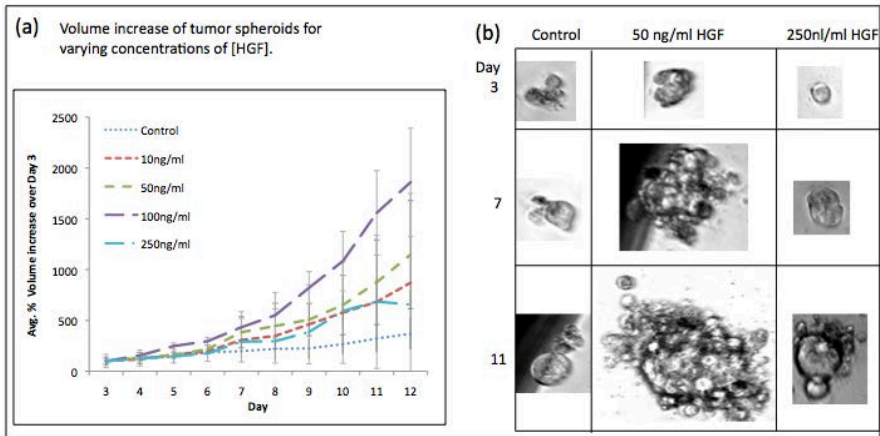 (a) Volume increase of tumor spheroids for
varying concentrations of [HGF].
Avg. % Volume increase over Day 3
2500
2000
1500
1000
500
0
Control
10ng/ml
50ng/ml
100ng/ml
250ng/ml
3 4 5 6 7 8 9 10 11 12
Day
(b)
Control 50 ng/ml HGF 250nl/ml HGF
Day
3
7
11